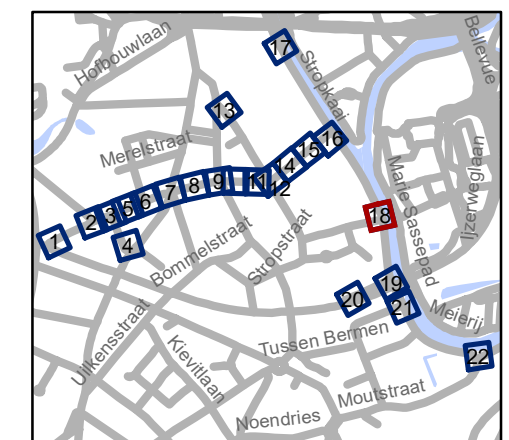 Hofbouwlaan
Bellevue
17
Stropkaai
13
Merelstraat
16
15
14
11
12
9
8
7
6
5
3
2
1
4
Ijzerweglaan
Marie Sassepad
18
Bommelstraat
Stropstraat
19
20
21
Meierij
Uilkensstraat
Kievitlaan
Tussen Bermen
22
Moutstraat
Noendries